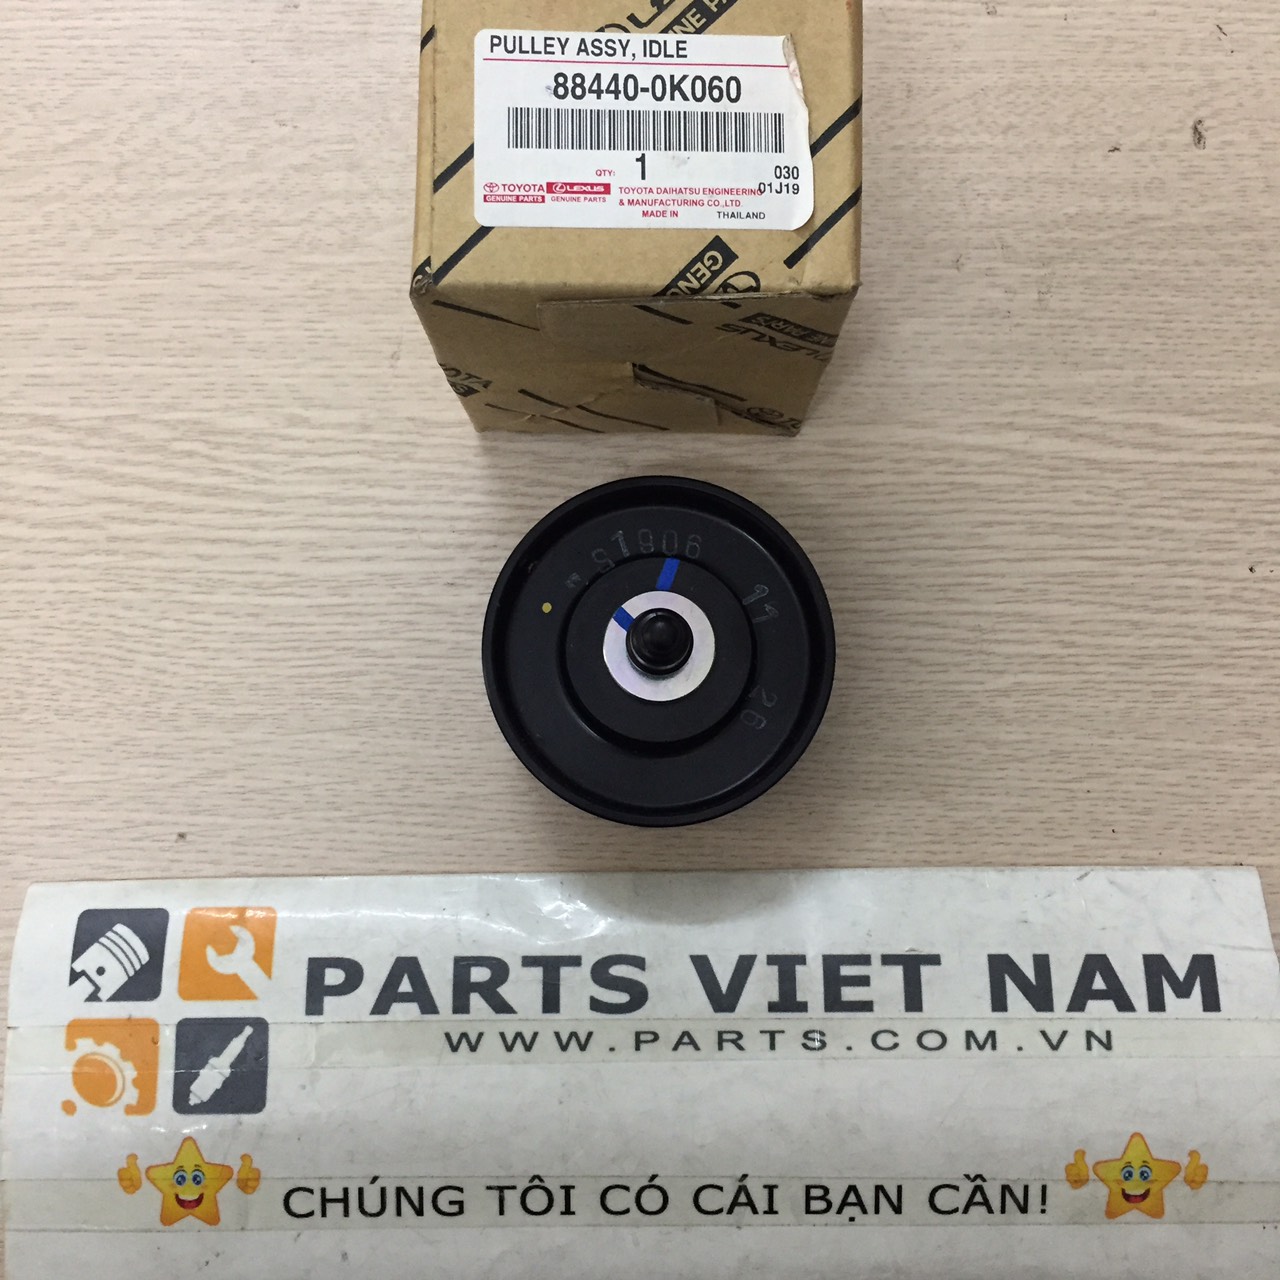 PULLEY ASSY, IDLE
88440-0K060
QTY: 1
030
01J19
TOYOTA LEXUS
GENUINE PARTS GENUINE PARTS
TOYOTA DAIHATSU ENGINEERING
& MANUFACTURING CO.,LTD.
MADE IN THAILAND
LEXUS
51906
11
26
PARTS VIET NAM
WWW.PARTS.COM.VN
CHÚNG TÔI CÓ CÁI BẠN CẦN!